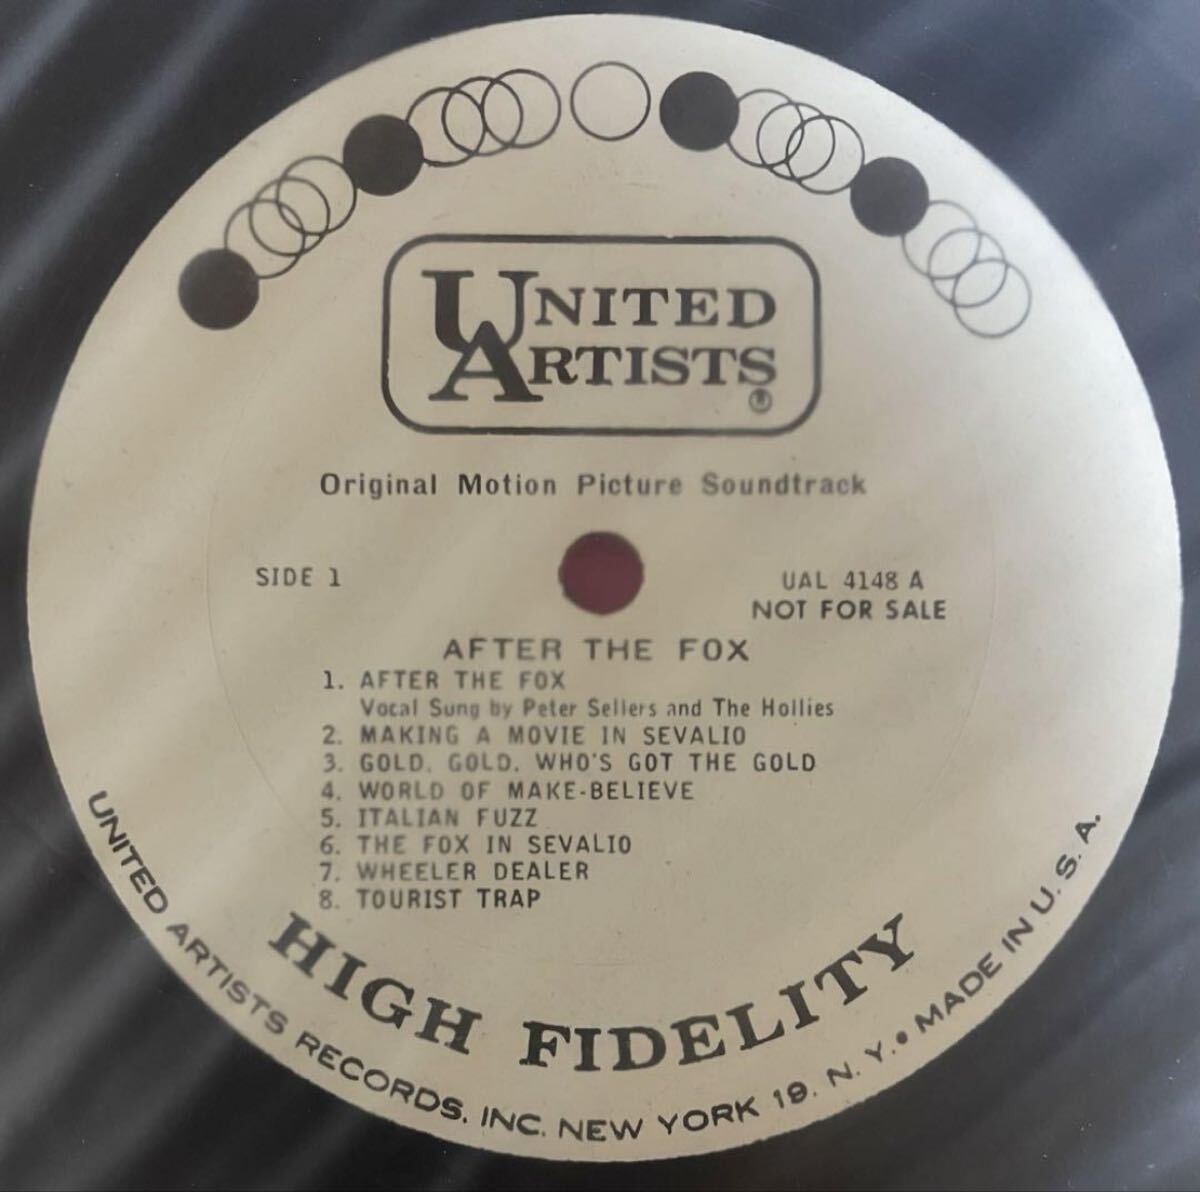 UNITED
ARTISTS
®
Original Motion Picture Soundtrack
SIDE 1
UAL 4148 A
NOT FOR SALE
AFTER THE FOX
1. AFTER THE FOX
Vocal Sung by Peter Sellers and The Hollies
2. MAKING A MOVIE IN SEVALIO
3. GOLD, GOLD, WHO'S GOT THE GOLD
4. WORLD OF MAKE-BELIEVE
5. ITALIAN FUZZ
6. THE FOX IN SEVALIO
7. WHEELER DEALER
8. TOURIST TRAP
HIGH FIDELITY
UNITED ARTISTS RECORDS, INC. NEW YORK 19, N. Y. • MADE IN U. S. A.